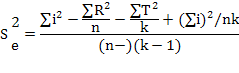 S_e^2 = (∑i² − ∑R²/n − ∑T²/k + (∑i)²/nk) / ((n−)(k − 1))